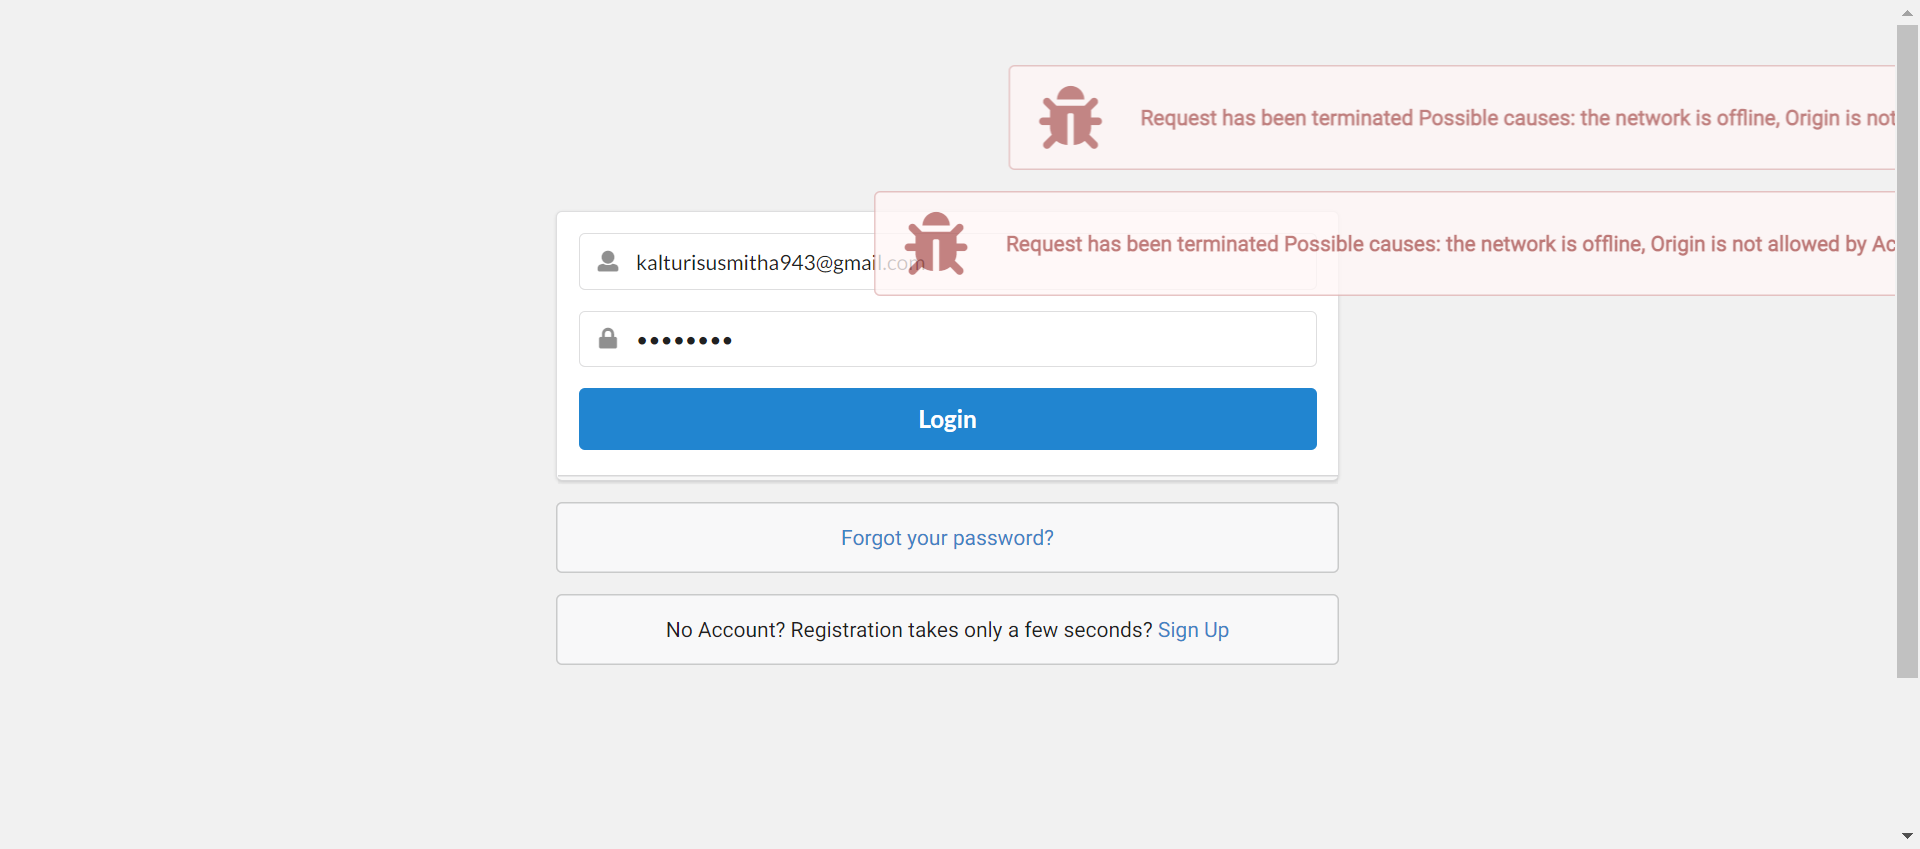 Request has been terminated Possible causes: the network is offline, Origin is not
Request has been terminated Possible causes: the network is offline, Origin is not allowed by Ac
kalturisusmitha943@gmail.com
••••••••
Login
Forgot your password?
No Account? Registration takes only a few seconds? Sign Up